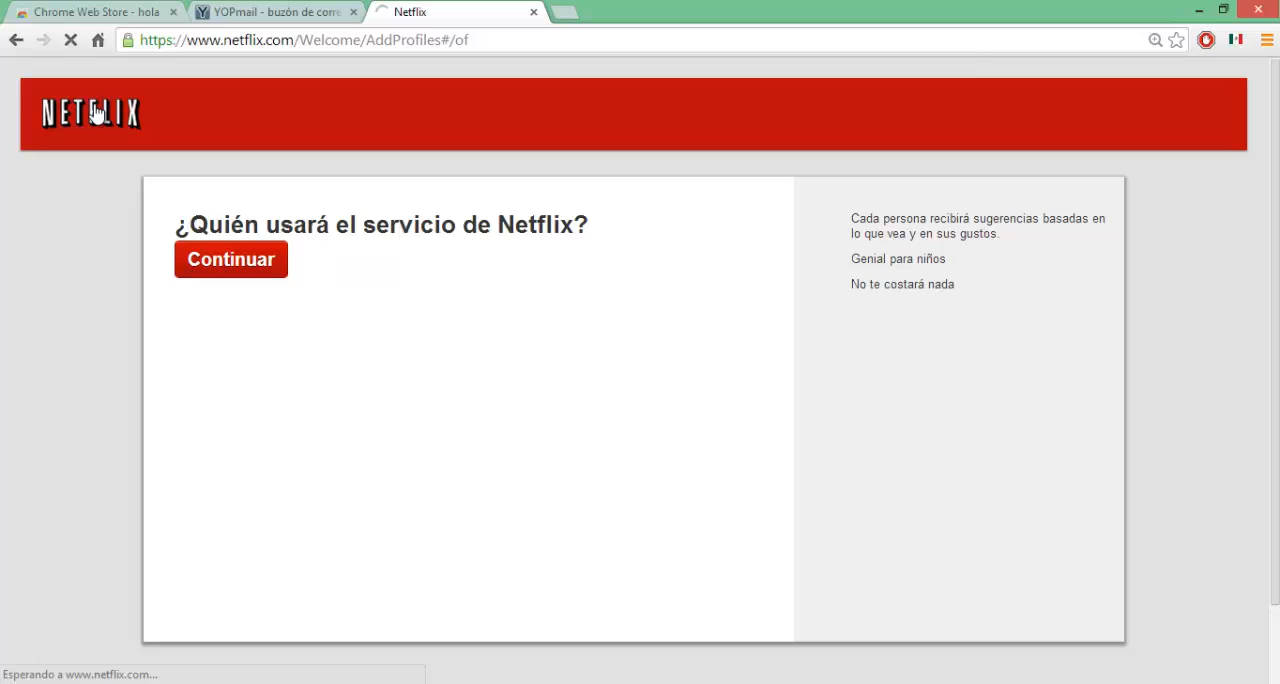 Chrome Web Store - hola
YOPmail - buzón de corre
Netflix
https://www.netflix.com/Welcome/AddProfiles#/of
NETFLIX
¿Quién usará el servicio de Netflix?
Continuar
Cada persona recibirá sugerencias basadas en
lo que vea y en sus gustos.
Genial para niños
No te costará nada
Esperando a www.netflix.com...